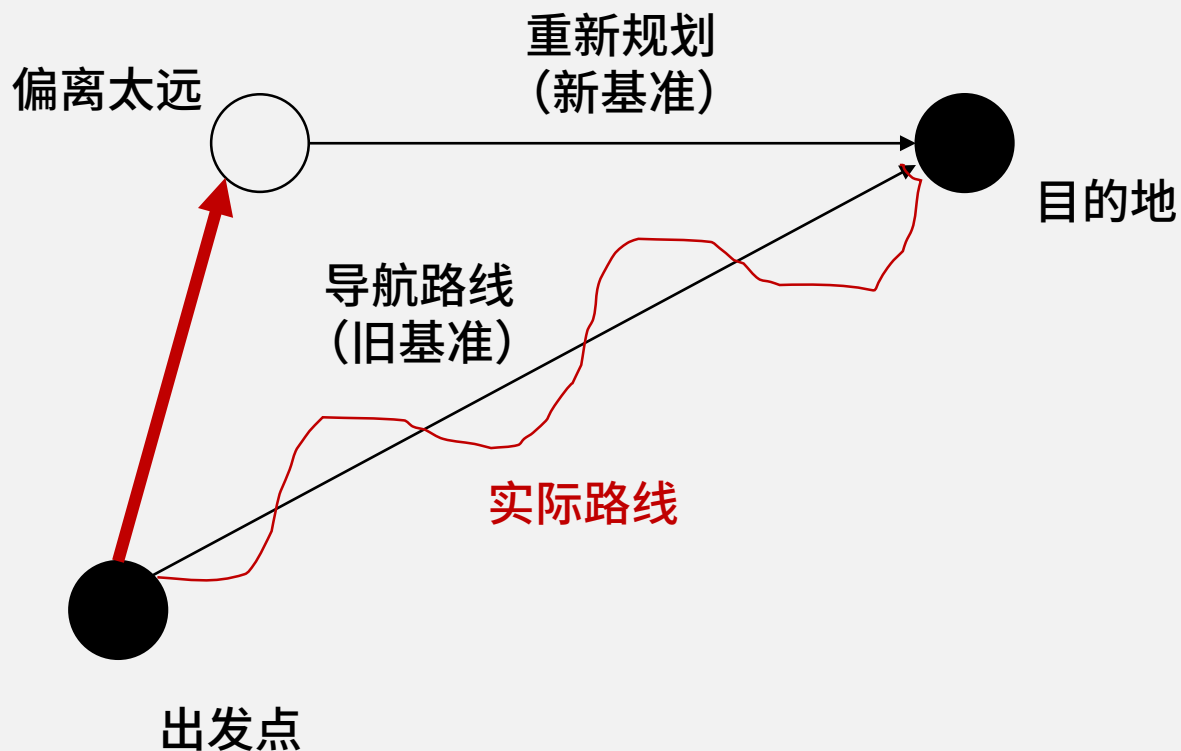 重新规划
（新基准）
偏离太远
目的地
导航路线
（旧基准）
实际路线
出发点